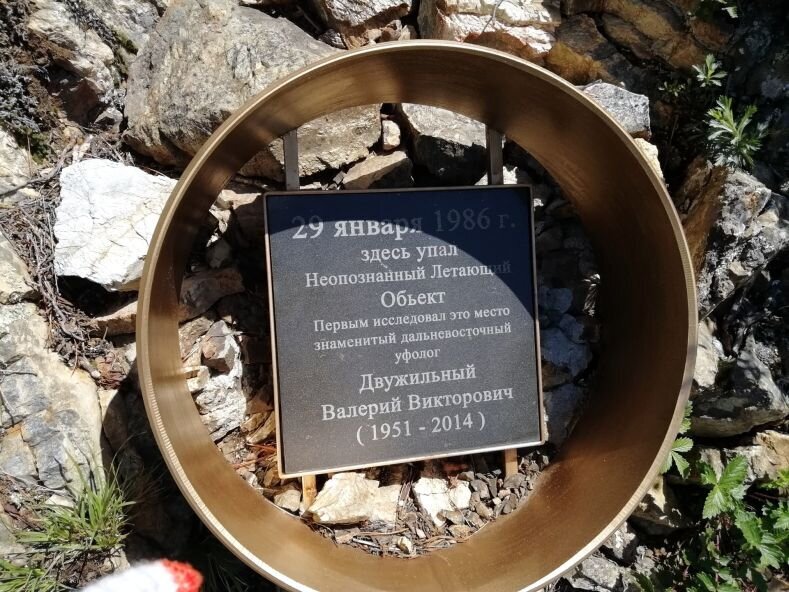 29 января 1986 г.
здесь упал
Неопознанный Летающий
Обьект
Первым исследовал это место
знаменитый дальневосточный
уфолог
Двужильный
Валерий Викторович
( 1951 - 2014 )